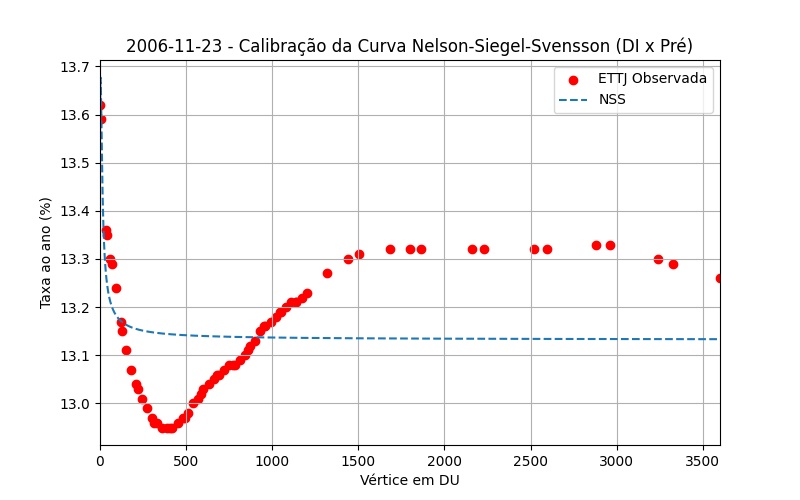 2006-11-23 - Calibração da Curva Nelson-Siegel-Svensson (DI x Pré)
ETTJ Observada
NSS
Taxa ao ano (%)
13.7
13.6
13.5
13.4
13.3
13.2
13.1
13.0
0 500 1000 1500 2000 2500 3000 3500
Vértice em DU